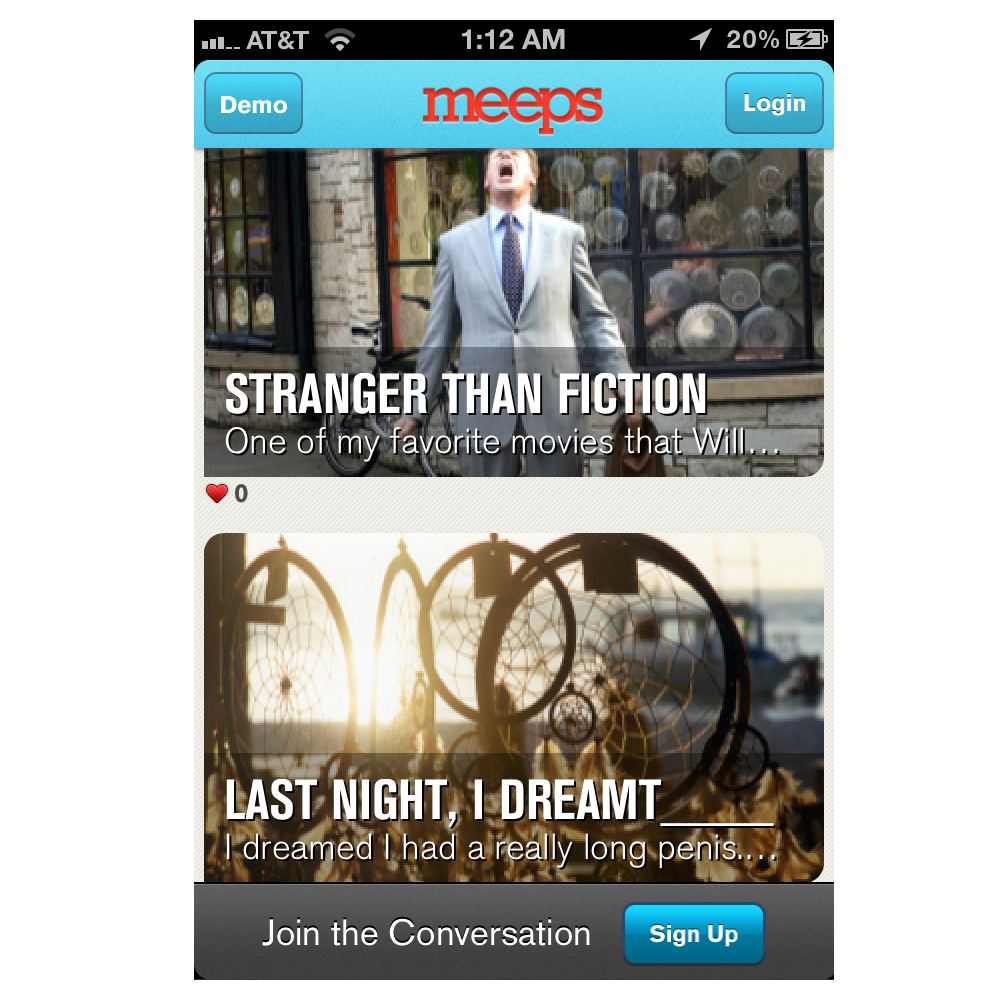 AT&T 1:12 AM 20%
Demo meeps Login
STRANGER THAN FICTION
One of my favorite movies that Will...
0
LAST NIGHT, I DREAMT_____
I dreamed I had a really long penis....
Join the Conversation Sign Up